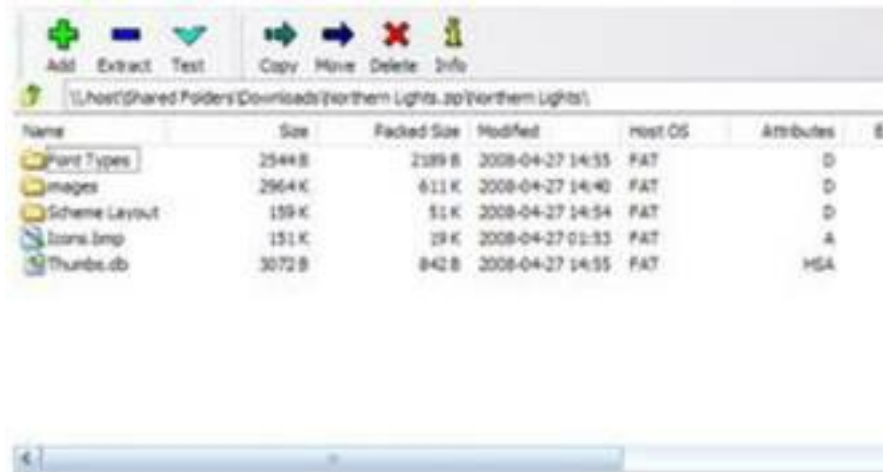 Add Extract Test Copy Move Delete Info
\\.host\Shared Folders\Downloads\Northern Lights.zip\Northern Lights\
Name Size Packed Size Modified Host OS Attributes E
Font Types 2544 B 2189 B 2008-04-27 14:55 FAT D
images 2964 K 611 K 2008-04-27 14:40 FAT D
Scheme Layout 159 K 51 K 2008-04-27 14:54 FAT D
Icons.bmp 151 K 19 K 2008-04-27 01:53 FAT A
Thumbs.db 3072 B 842 B 2008-04-27 14:55 FAT HSA